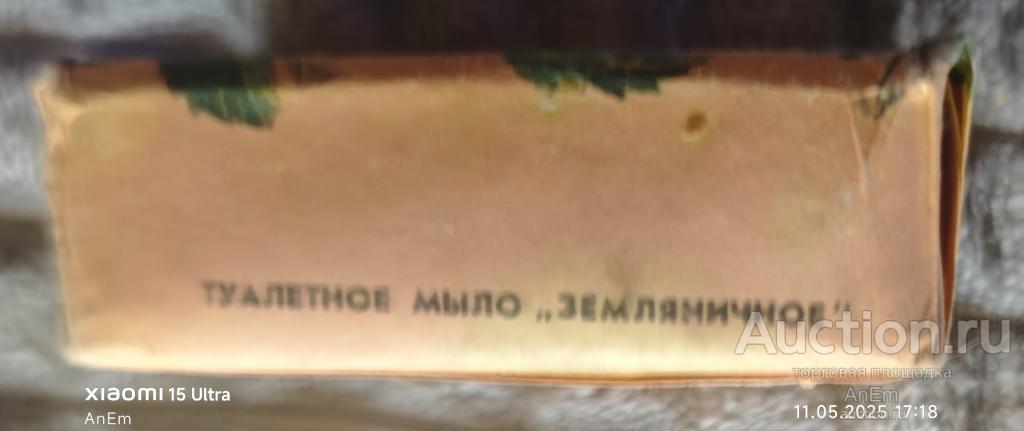 ТУАЛЕТНОЕ МЫЛО „ЗЕМЛЯНИЧНОЕ"
Auction.ru
торговая площадка
xiaomi 15 Ultra
AnEm
AnEm
11.05.2025 17:18